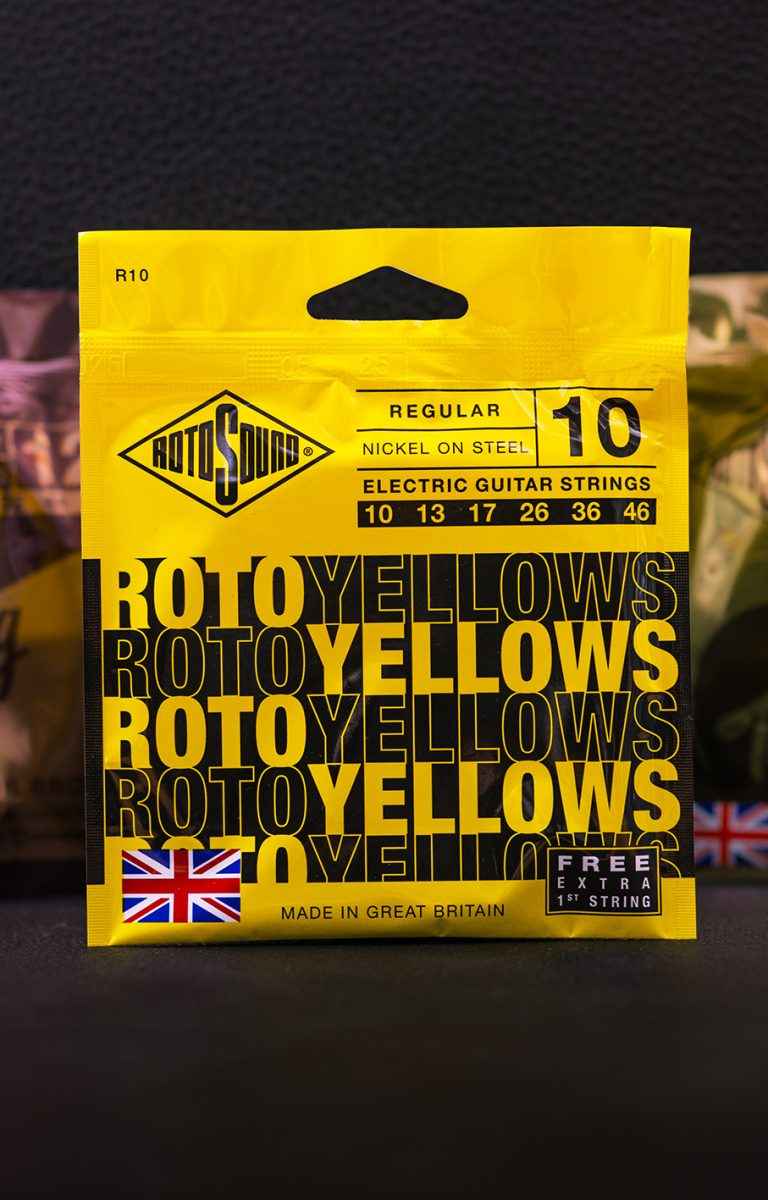 R10
ROTOSOUND®
REGULAR
NICKEL ON STEEL
10
ELECTRIC GUITAR STRINGS
10 13 17 26 36 46
ROTOYELLOWS
ROTOYELLOWS
ROTOYELLOWS
ROTOYELLOWS
ROTOYELLOWS
MADE IN GREAT BRITAIN
FREE
EXTRA
1ST STRING